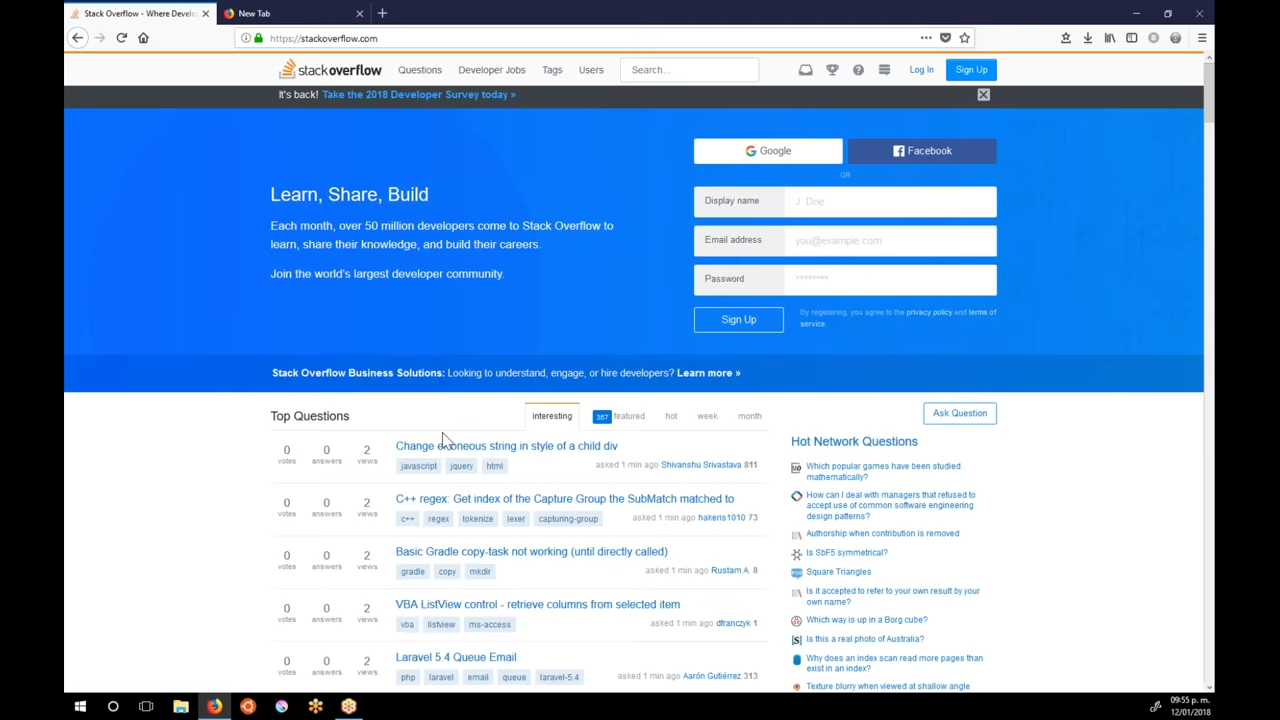 Stack Overflow - Where Develo
New Tab
https://stackoverflow.com
stackoverflow Questions Developer Jobs Tags Users Search... Log In Sign Up
It's back! Take the 2018 Developer Survey today »
Google
Facebook
OR
Learn, Share, Build
Each month, over 50 million developers come to Stack Overflow to
learn, share their knowledge, and build their careers.
Join the world's largest developer community.
Display name J. Doe
Email address you@example.com
Password ********
Sign Up
By registering, you agree to the privacy policy and terms of
service.
Stack Overflow Business Solutions: Looking to understand, engage, or hire developers? Learn more »
Top Questions
interesting 367 featured hot week month
0 votes 0 answers 2 views
Change erroneous string in style of a child div
javascript jquery html
asked 1 min ago Shivanshu Srivastava 811
0 votes 0 answers 2 views
C++ regex: Get index of the Capture Group the SubMatch matched to
c++ regex tokenize lexer capturing-group
asked 1 min ago hakeris1010 73
0 votes 0 answers 2 views
Basic Gradle copy-task not working (until directly called)
gradle copy mkdir
asked 1 min ago Rustam A. 8
0 votes 0 answers 2 views
VBA ListView control - retrieve columns from selected item
vba listview ms-access
asked 1 min ago dfranczyk 1
0 votes 0 answers 2 views
Laravel 5.4 Queue Email
php laravel email queue laravel-5.4
asked 1 min ago Aarón Gutiérrez 313
Ask Question
Hot Network Questions
Which popular games have been studied
mathematically?
How can I deal with managers that refused to
accept use of common software engineering
design patterns?
Authorship when contribution is removed
Is SbF5 symmetrical?
Square Triangles
Is it accepted to refer to your own result by your
own name?
Which way is up in a Borg cube?
Is this a real photo of Australia?
Why does an index scan read more pages than
exist in an index?
Texture blurry when viewed at shallow angle
09:55 p. m.
12/01/2018